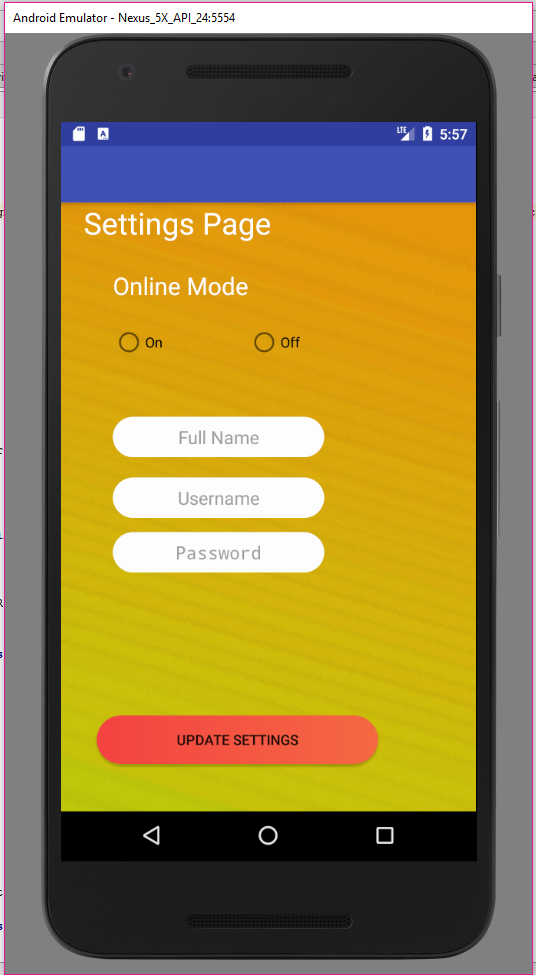 Android Emulator - Nexus_5X_API_24:5554
LTE 5:57
Settings Page
Online Mode
On Off
Full Name
Username
Password
UPDATE SETTINGS